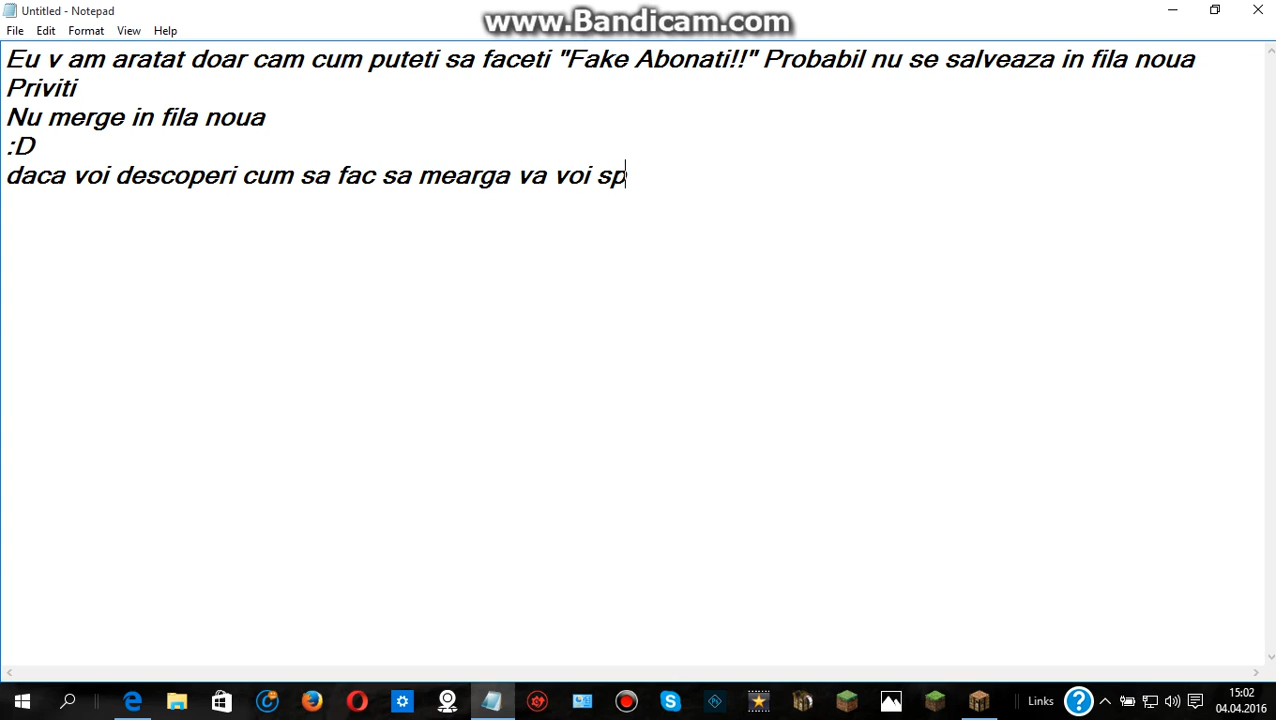 Untitled - Notepad
www.Bandicam.com
File Edit Format View Help
Eu v am aratat doar cam cum puteti sa faceti "Fake Abonati!!" Probabil nu se salveaza in fila noua
Priviti
Nu merge in fila noua
:D
daca voi descoperi cum sa fac sa mearga va voi sp
Links
15:02
04.04.2016